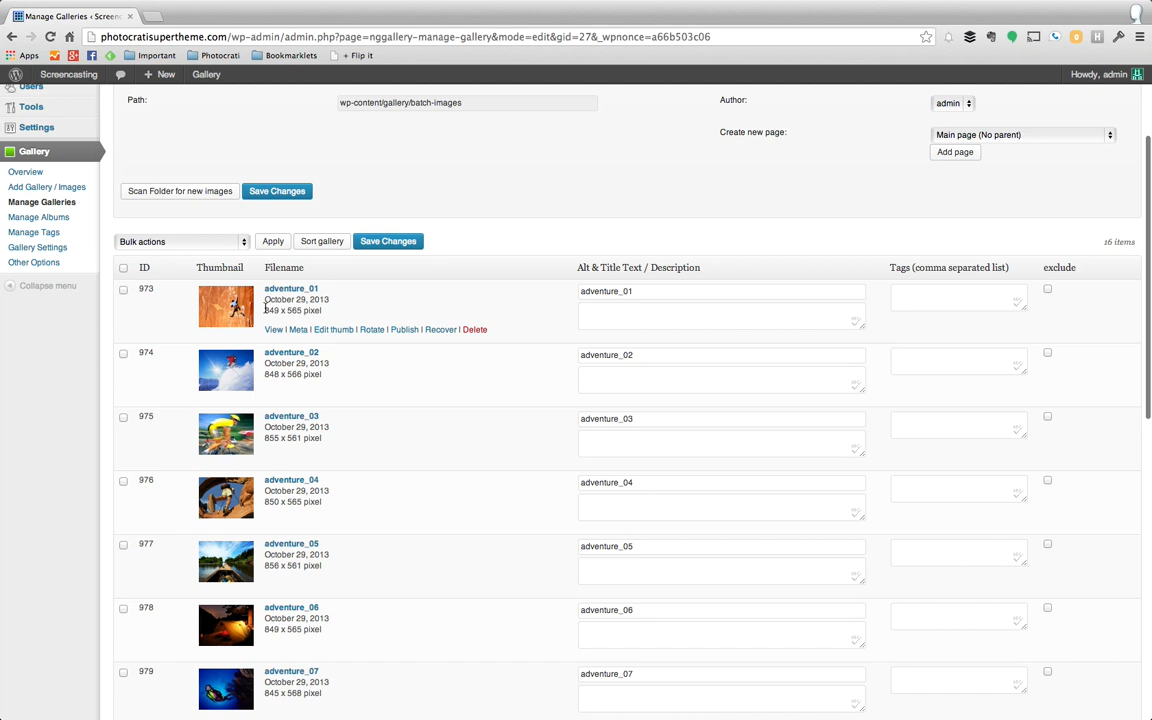 Manage Galleries ‹ Screenc
photocratisupertheme.com/wp-admin/admin.php?page=nggallery-manage-gallery&mode=edit&gid=27&_wpnonce=a66b503c06
Apps Important Photocrati Bookmarklets + Flip it
Screencasting + New Gallery Howdy, admin
Users
Tools
Settings
Gallery
Overview
Add Gallery / Images
Manage Galleries
Manage Albums
Manage Tags
Gallery Settings
Other Options
Collapse menu
Path: wp-content/gallery/batch-images Author: admin
Create new page: Main page (No parent)
Add page
Scan Folder for new images Save Changes
Bulk actions Apply Sort gallery Save Changes 16 items
ID Thumbnail Filename Alt & Title Text / Description Tags (comma separated list) exclude
973 adventure_01 adventure_01
October 29, 2013
849 x 565 pixel
View | Meta | Edit thumb | Rotate | Publish | Recover | Delete
974 adventure_02 adventure_02
October 29, 2013
848 x 566 pixel
975 adventure_03 adventure_03
October 29, 2013
855 x 561 pixel
976 adventure_04 adventure_04
October 29, 2013
850 x 565 pixel
977 adventure_05 adventure_05
October 29, 2013
856 x 561 pixel
978 adventure_06 adventure_06
October 29, 2013
849 x 565 pixel
979 adventure_07 adventure_07
October 29, 2013
845 x 568 pixel